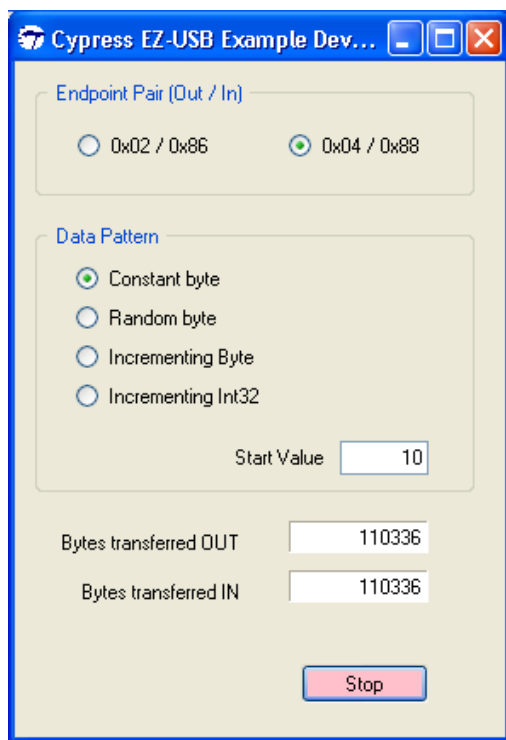 Cypress EZ-USB Example Dev...
Endpoint Pair (Out / In)
0x02 / 0x86 0x04 / 0x88
Data Pattern
Constant byte
Random byte
Incrementing Byte
Incrementing Int32
Start Value 10
Bytes transferred OUT 110336
Bytes transferred IN 110336
Stop